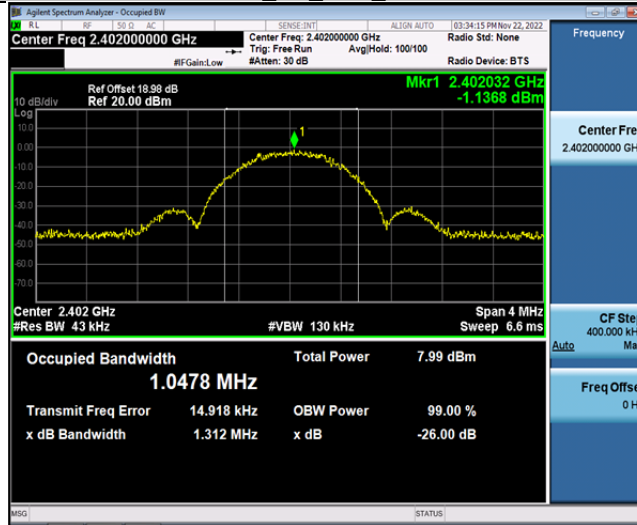 Agilent Spectrum Analyzer - Occupied BW
RL RF 50 Ω AC SENSE:INT ALIGN AUTO 03:34:15 PM Nov 22, 2022
Center Freq 2.402000000 GHz
Center Freq: 2.402000000 GHz
Radio Std: None
Trig: Free Run Avg|Hold: 100/100
#IFGain:Low #Atten: 30 dB Radio Device: BTS
Mkr1 2.402032 GHz
-1.1368 dBm
Ref Offset 18.98 dB
10 dB/div Ref 20.00 dBm
Log
10.0
0.00
-10.0
-20.0
-30.0
-40.0
-50.0
-60.0
-70.0
1
Center 2.402 GHz Span 4 MHz
#Res BW 43 kHz #VBW 130 kHz Sweep 6.6 ms
Occupied Bandwidth Total Power 7.99 dBm
1.0478 MHz
Transmit Freq Error 14.918 kHz OBW Power 99.00 %
x dB Bandwidth 1.312 MHz x dB -26.00 dB
MSG STATUS
Frequency
Center Fre
2.402000000 GH
CF Ste
400.000 kH
Auto Ma
Freq Offse
0 H